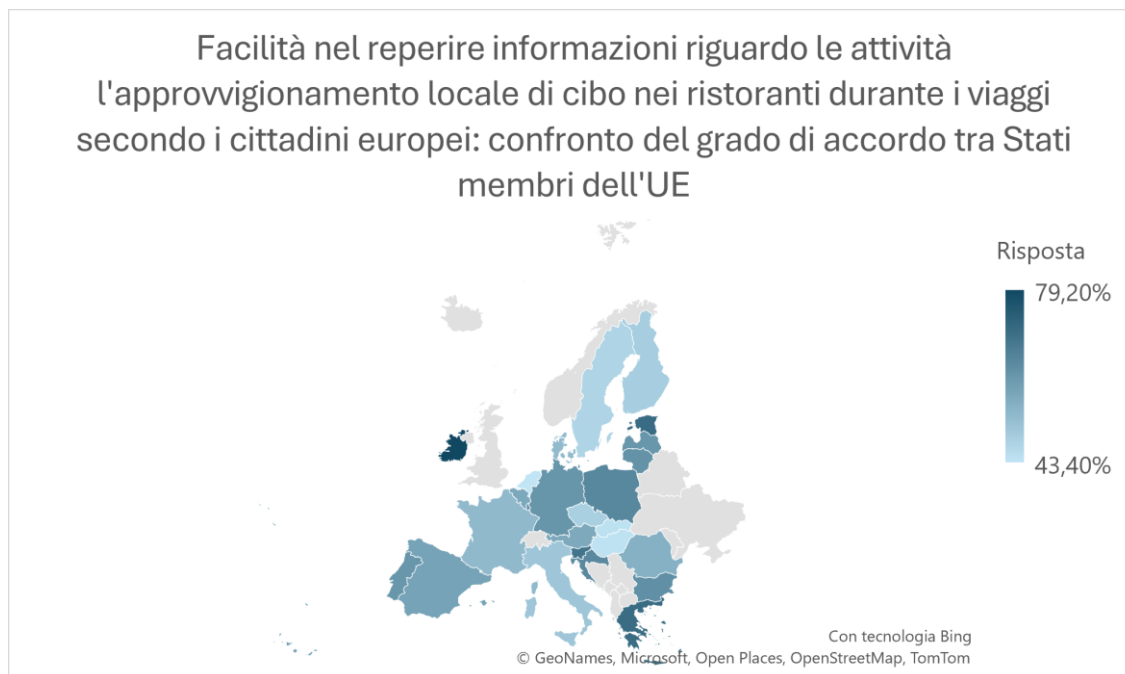 Facilità nel reperire informazioni riguardo le attività
l'approvvigionamento locale di cibo nei ristoranti durante i viaggi
secondo i cittadini europei: confronto del grado di accordo tra Stati
membri dell'UE
Risposta
79,20%
43,40%
Con tecnologia Bing
© GeoNames, Microsoft, Open Places, OpenStreetMap, TomTom